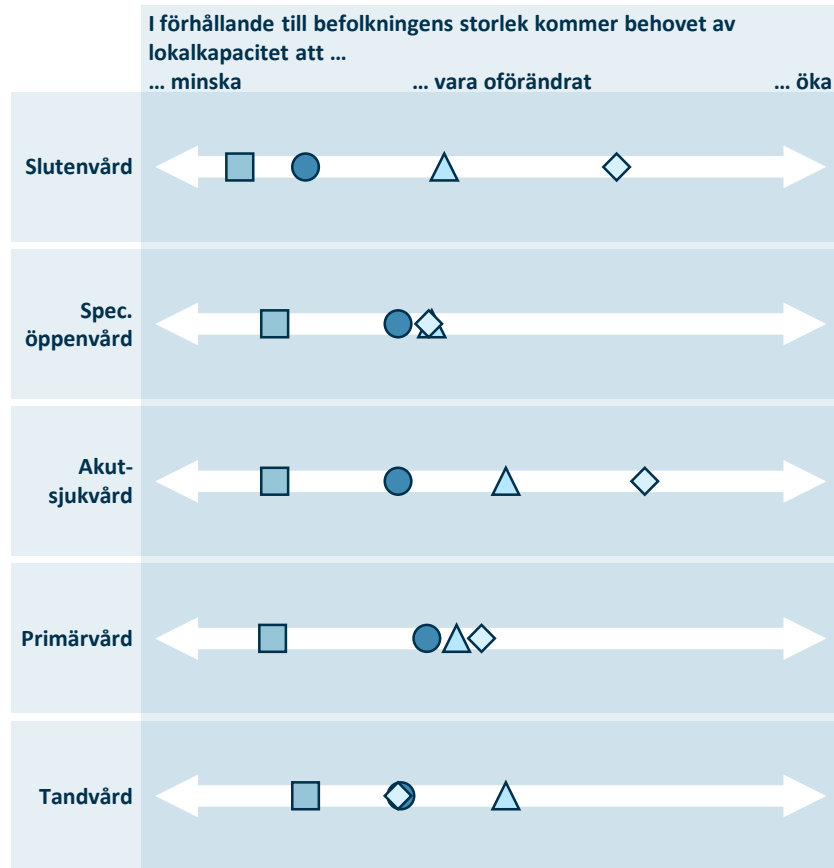 I förhållande till befolkningens storlek kommer behovet av
lokalkapacitet att …
… minska … vara oförändrat … öka
Slutenvård
Spec.
öppenvård
Akut-
sjukvård
Primärvård
Tandvård